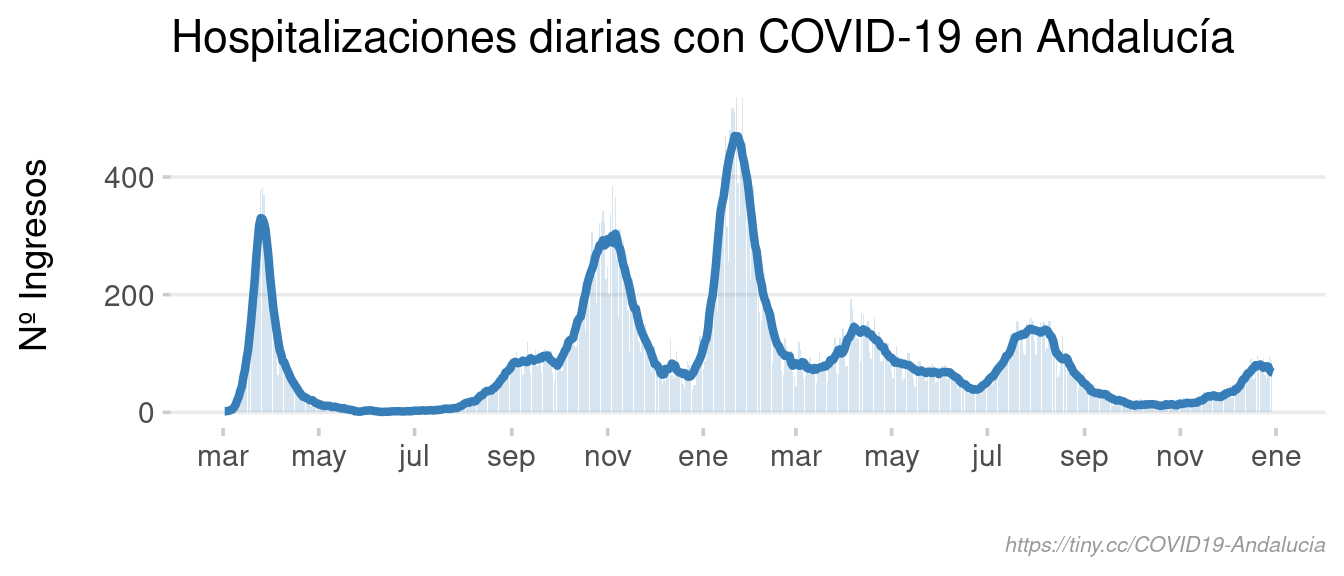 Hospitalizaciones diarias con COVID-19 en Andalucía
Nº Ingresos
400
200
0
mar may jul sep nov ene mar may jul sep nov ene
https://tiny.cc/COVID19-Andalucia